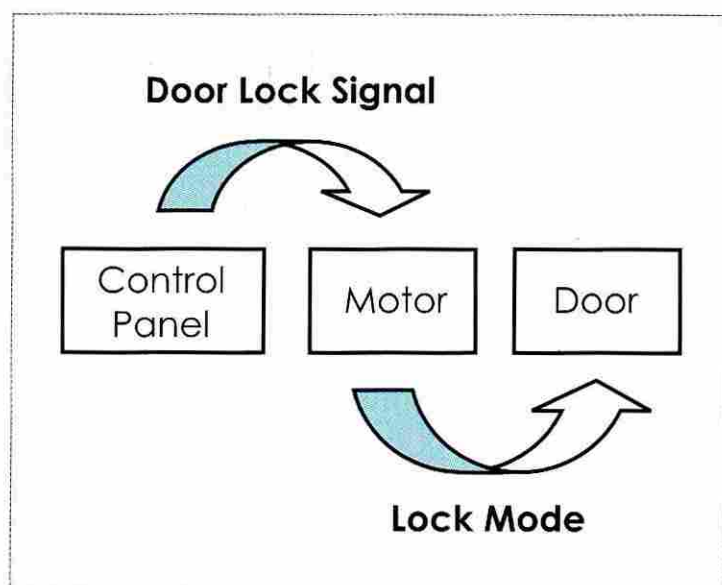 Door Lock Signal
Control
Panel
Motor
Door
Lock Mode